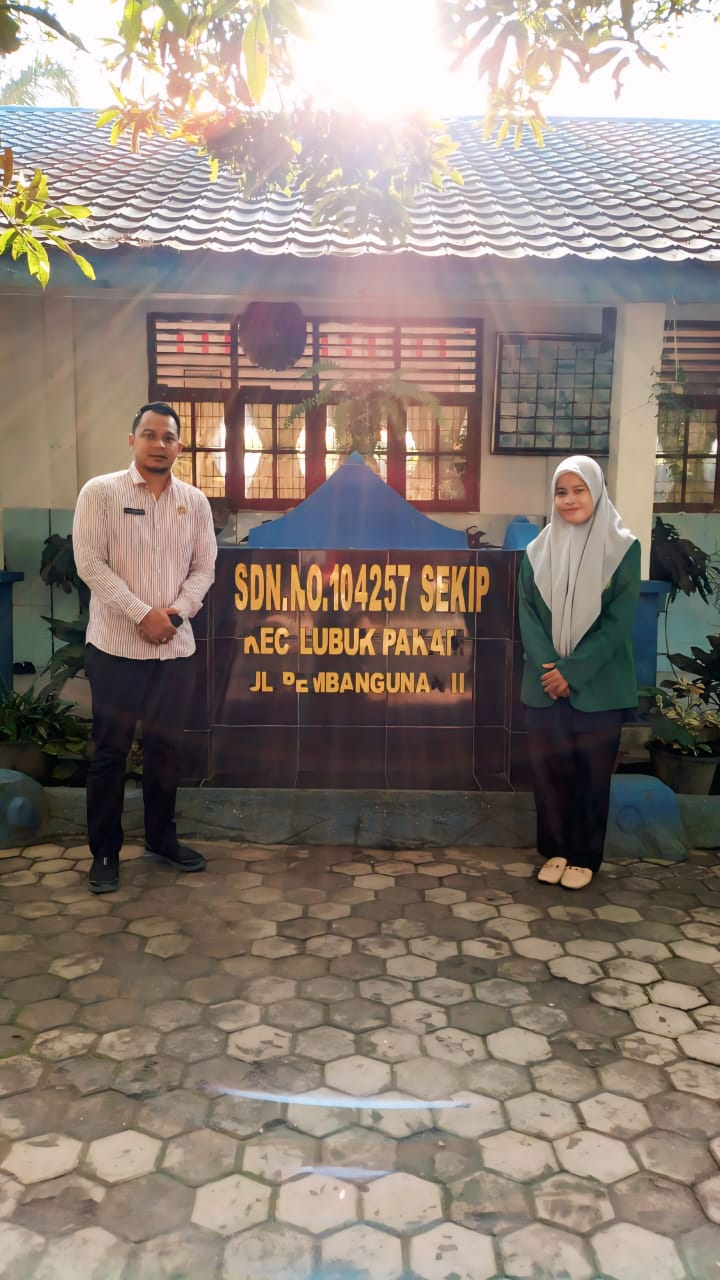 SDN.NO.104257 SEKIP
KEC LUBUK PAKAM
JL PEMBANGUNAN II